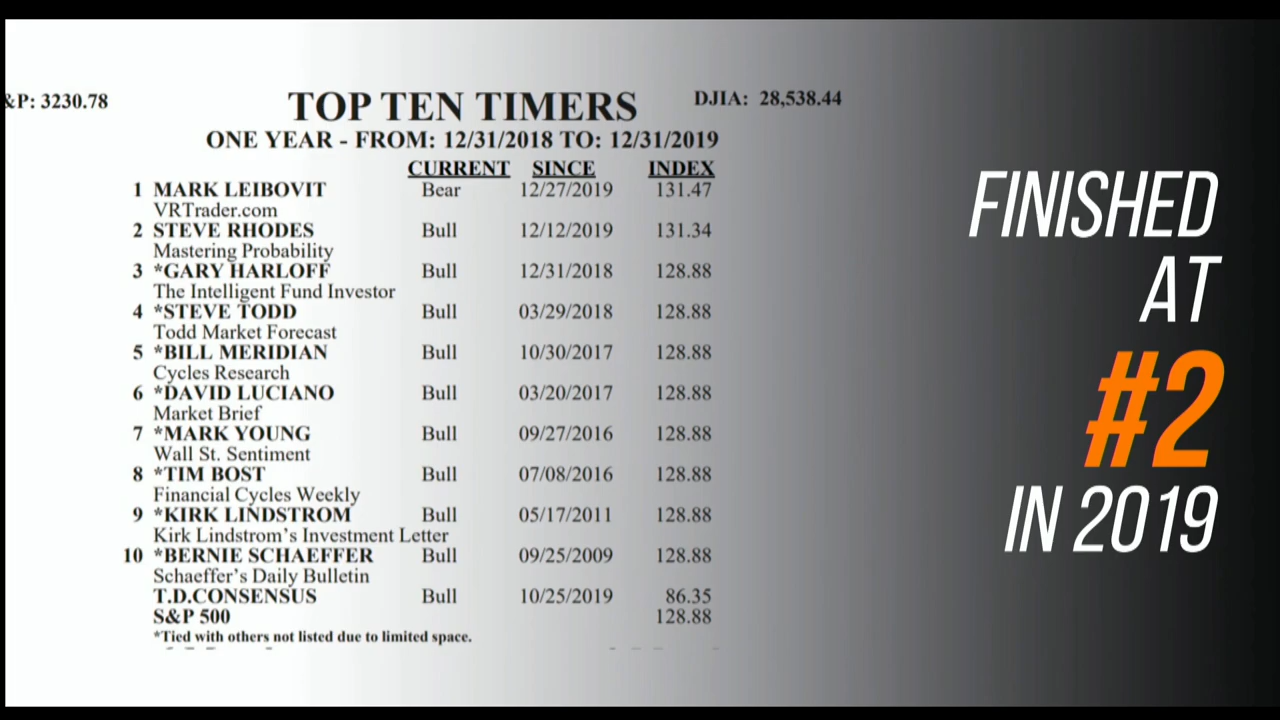 &P: 3230.78
TOP TEN TIMERS
DJIA: 28,538.44
ONE YEAR - FROM: 12/31/2018 TO: 12/31/2019
CURRENT SINCE INDEX
1 MARK LEIBOVIT Bear 12/27/2019 131.47
VRTrader.com
2 STEVE RHODES Bull 12/12/2019 131.34
Mastering Probability
3 *GARY HARLOFF Bull 12/31/2018 128.88
The Intelligent Fund Investor
4 *STEVE TODD Bull 03/29/2018 128.88
Todd Market Forecast
5 *BILL MERIDIAN Bull 10/30/2017 128.88
Cycles Research
6 *DAVID LUCIANO Bull 03/20/2017 128.88
Market Brief
7 *MARK YOUNG Bull 09/27/2016 128.88
Wall St. Sentiment
8 *TIM BOST Bull 07/08/2016 128.88
Financial Cycles Weekly
9 *KIRK LINDSTROM Bull 05/17/2011 128.88
Kirk Lindstrom's Investment Letter
10 *BERNIE SCHAEFFER Bull 09/25/2009 128.88
Schaeffer's Daily Bulletin
T.D.CONSENSUS Bull 10/25/2019 86.35
S&P 500 128.88
*Tied with others not listed due to limited space.
FINISHED
AT
#2
IN 2019